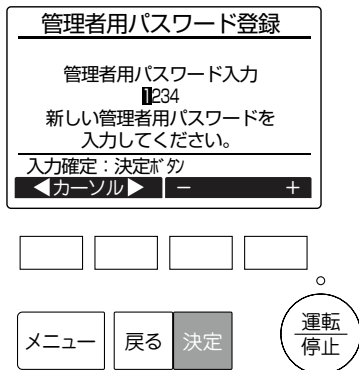 管理者用パスワード登録
管理者用パスワード入力
1234
新しい管理者用パスワードを
入力してください。
入力確定：決定ﾎﾞﾀﾝ
◀カーソル▶ − +
メニュー 戻る 決定 運転
停止